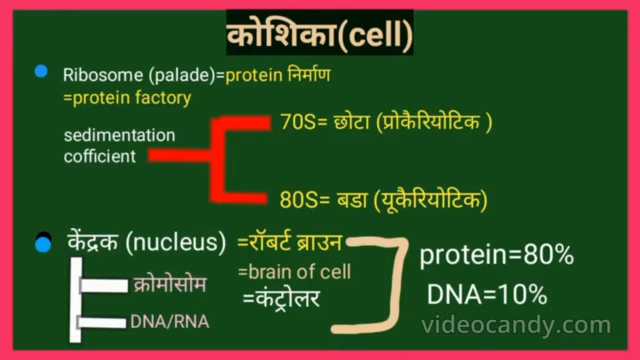 कोशिका(cell)
Ribosome (palade)=protein निर्माण
=protein factory
sedimentation
cofficient
70S= छोटा (प्रोकैरियोटिक )
80S= बडा (यूकैरियोटिक)
केंद्रक (nucleus) =रॉबर्ट ब्राउन
=brain of cell
=कंट्रोलर
क्रोमोसोम
DNA/RNA
protein=80%
DNA=10%
videocandy.com